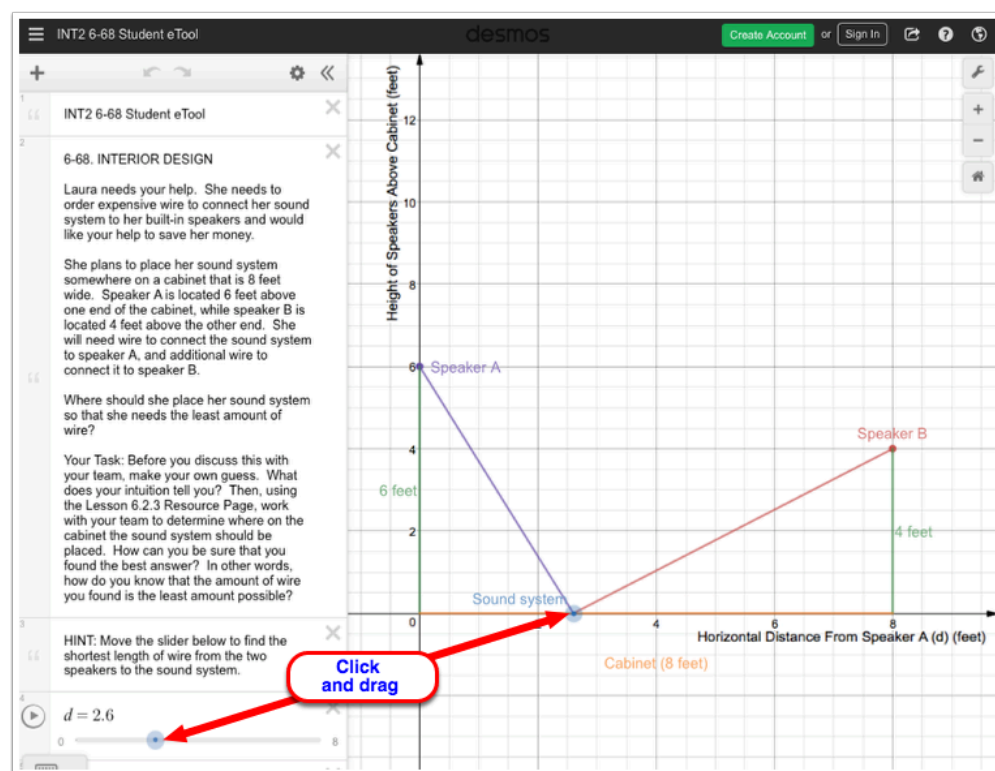 INT2 6-68 Student eTool
desmos
Create Account or Sign In
1
INT2 6-68 Student eTool
2
6-68. INTERIOR DESIGN
Laura needs your help. She needs to
order expensive wire to connect her sound
system to her built-in speakers and would
like your help to save her money.
She plans to place her sound system
somewhere on a cabinet that is 8 feet
wide. Speaker A is located 6 feet above
one end of the cabinet, while speaker B is
located 4 feet above the other end. She
will need wire to connect the sound system
to speaker A, and additional wire to
connect it to speaker B.
Where should she place her sound system
so that she needs the least amount of
wire?
Your Task: Before you discuss this with
your team, make your own guess. What
does your intuition tell you? Then, using
the Lesson 6.2.3 Resource Page, work
with your team to determine where on the
cabinet the sound system should be
placed. How can you be sure that you
found the best answer? In other words,
how do you know that the amount of wire
you found is the least amount possible?
3
HINT: Move the slider below to find the
shortest length of wire from the two
speakers to the sound system.
4
d = 2.6
0
8
Click
and drag
Height of Speakers Above Cabinet (feet)
12
10
8
6
Speaker A
4
Speaker B
6 feet
2
4 feet
Sound system
0
4
6
8
Horizontal Distance From Speaker A (d) (feet)
Cabinet (8 feet)